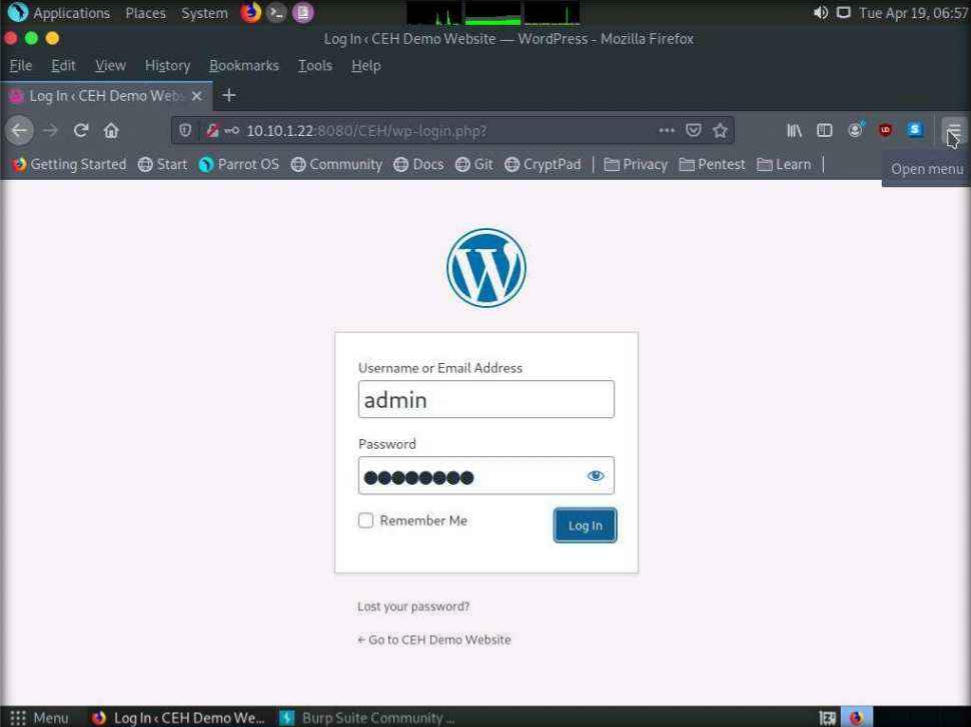 Applications Places System Tue Apr 19, 06:57
Log In ‹ CEH Demo Website — WordPress - Mozilla Firefox
File Edit View History Bookmarks Tools Help
Log In ‹ CEH Demo Webs
10.10.1.22:8080/CEH/wp-login.php?
Getting Started Start Parrot OS Community Docs Git CryptPad Privacy Pentest Learn
Open menu
Username or Email Address
admin
Password
Remember Me
Log In
Lost your password?
← Go to CEH Demo Website
Menu Log In ‹ CEH Demo We... Burp Suite Community ...